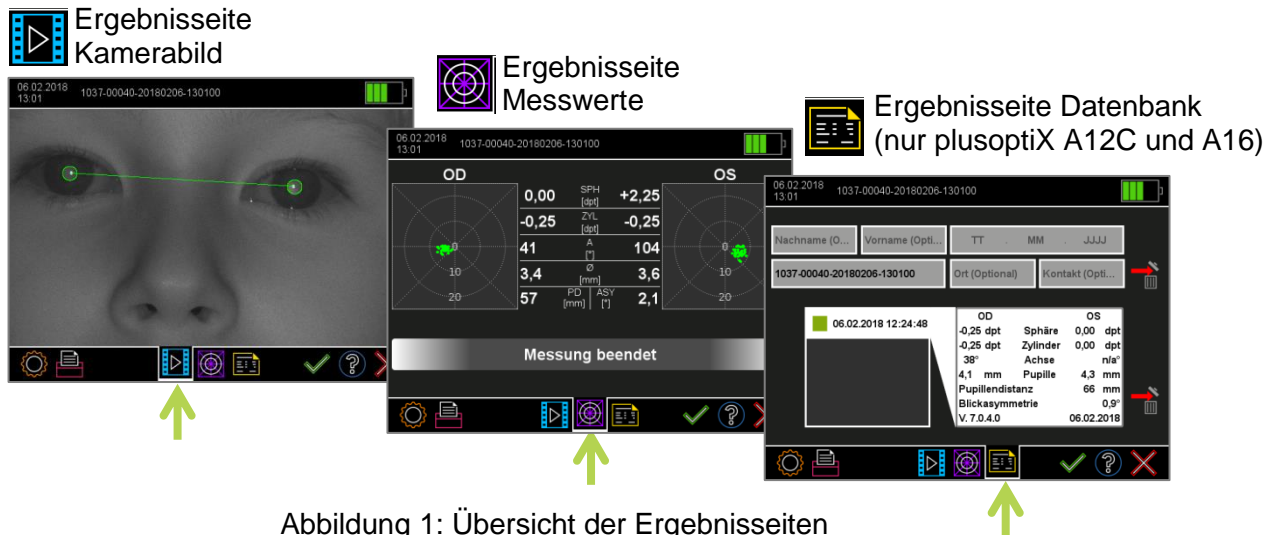 Ergebnisseite
Kamerabild
06.02.2018
13:01
1037-00040-20180206-130100
Ergebnisseite
Messwerte
06.02.2018
13:01
1037-00040-20180206-130100
OD
OS
0,00 SPH [dpt] +2,25
-0,25 ZYL [dpt] -0,25
41 A [°] 104
3,4 Ø [mm] 3,6
57 PD [mm] ASY [°] 2,1
0
10
20
0
10
20
Messung beendet
Ergebnisseite Datenbank
(nur plusoptiX A12C und A16)
06.02.2018
13:01
1037-00040-20180206-130100
Nachname (O... Vorname (Opti... TT . MM . JJJJ
1037-00040-20180206-130100 Ort (Optional) Kontakt (Opti...
06.02.2018 12:24:48
OD OS
-0,25 dpt Sphäre 0,00 dpt
-0,25 dpt Zylinder 0,00 dpt
38° Achse n/a°
4,1 mm Pupille 4,3 mm
Pupillendistanz 66 mm
Blickasymmetrie 0,9°
V. 7.0.4.0 06.02.2018
Abbildung 1: Übersicht der Ergebnisseiten